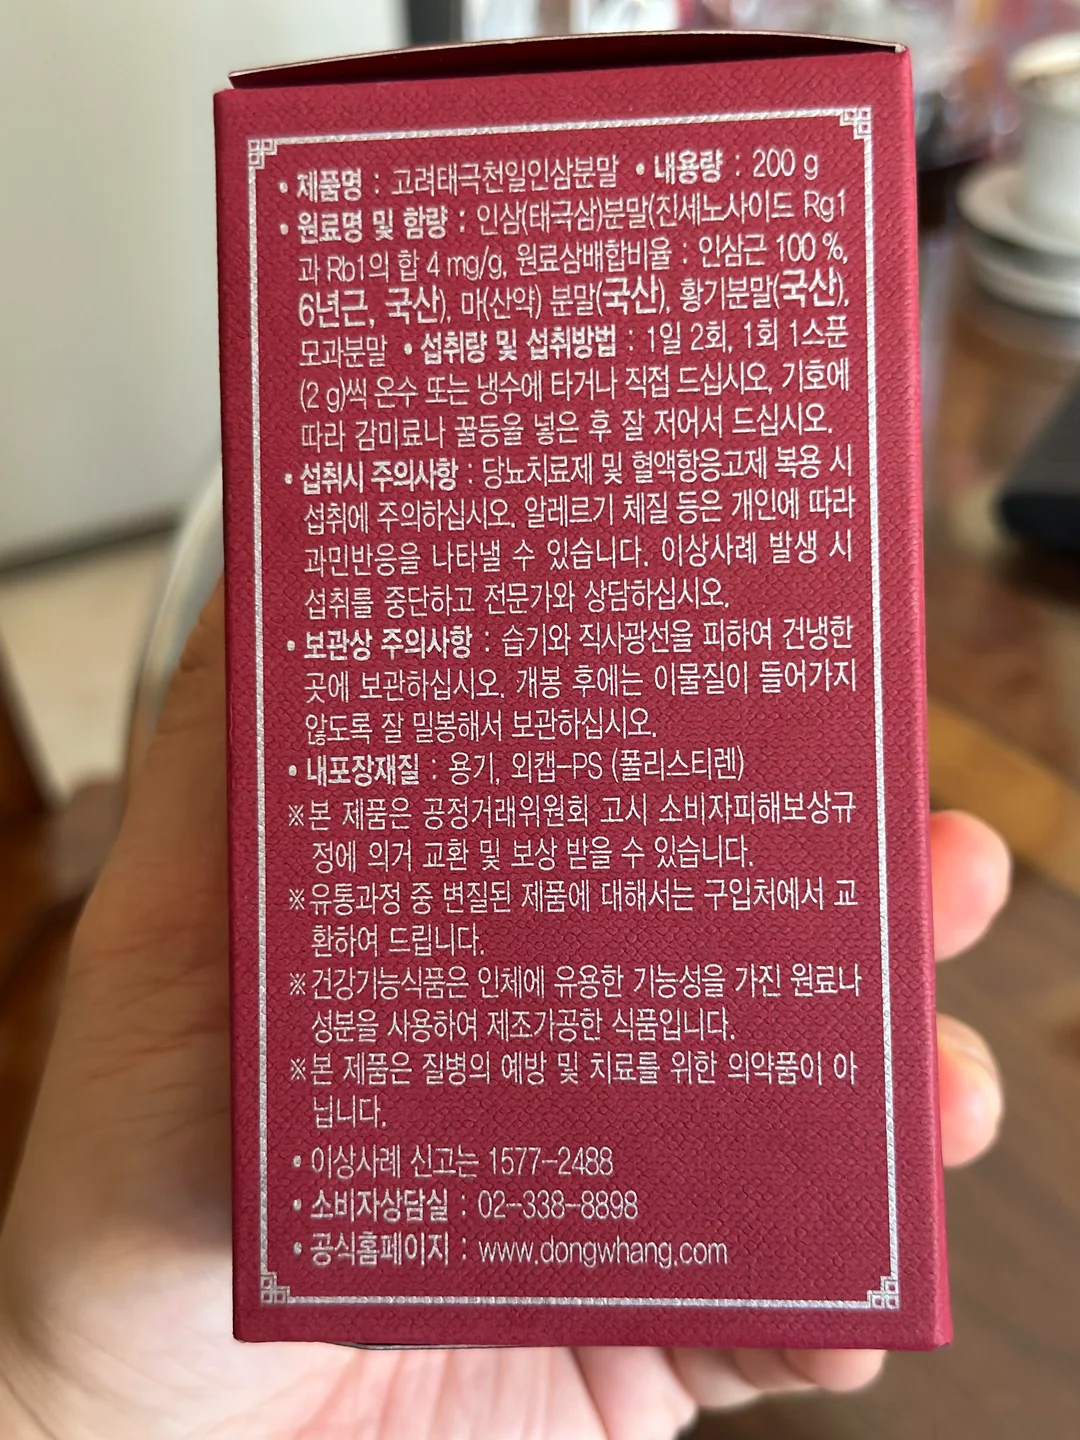 • 제품명 : 고려태극천일인삼분말 • 내용량 : 200 g
• 원료명 및 함량 : 인삼(태극삼)분말(진세노사이드 Rg1
과 Rb1의 합 4 mg/g, 원료삼배합비율 : 인삼근 100 %,
6년근, 국산), 마(산약) 분말(국산), 황기분말(국산),
모과분말 • 섭취량 및 섭취방법 : 1일 2회, 1회 1스푼
(2 g)씩 온수 또는 냉수에 타거나 직접 드십시오, 기호에
따라 감미료나 꿀등을 넣은 후 잘 저어서 드십시오.
• 섭취시 주의사항 : 당뇨치료제 및 혈액항응고제 복용 시
섭취에 주의하십시오. 알레르기 체질 등은 개인에 따라
과민반응을 나타낼 수 있습니다. 이상사례 발생 시
섭취를 중단하고 전문가와 상담하십시오.
• 보관상 주의사항 : 습기와 직사광선을 피하여 건냉한
곳에 보관하십시오. 개봉 후에는 이물질이 들어가지
않도록 잘 밀봉해서 보관하십시오.
• 내포장재질 : 용기, 외캡-PS (폴리스티렌)
※본 제품은 공정거래위원회 고시 소비자피해보상규
정에 의거 교환 및 보상 받을 수 있습니다.
※유통과정 중 변질된 제품에 대해서는 구입처에서 교
환하여 드립니다.
※건강기능식품은 인체에 유용한 기능성을 가진 원료나
성분을 사용하여 제조가공한 식품입니다.
※본 제품은 질병의 예방 및 치료를 위한 의약품이 아
닙니다.
• 이상사례 신고는 1577-2488
• 소비자상담실 : 02-338-8898
• 공식홈페이지 : www.dongwhang.com